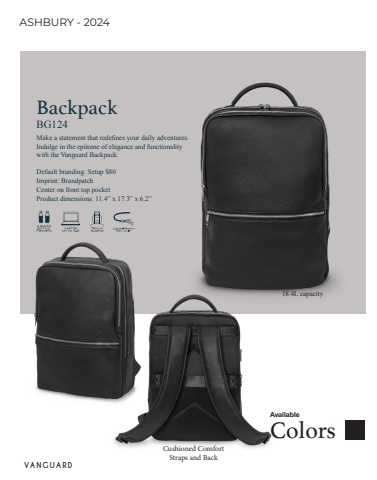 ASHBURY - 2024
Backpack
BG124
Make a statement that redefines your daily adventures.
Indulge in the epitome of elegance and functionality
with the Vanguard Backpack.
Default branding: Setup $80
Imprint: Brandpatch
Center on front top pocket
Product dimensions: 11.4" x 17.3" x 6.2"
18.4L capacity
Available
Colors
Cushioned Comfort
Straps and Back
VANGUARD